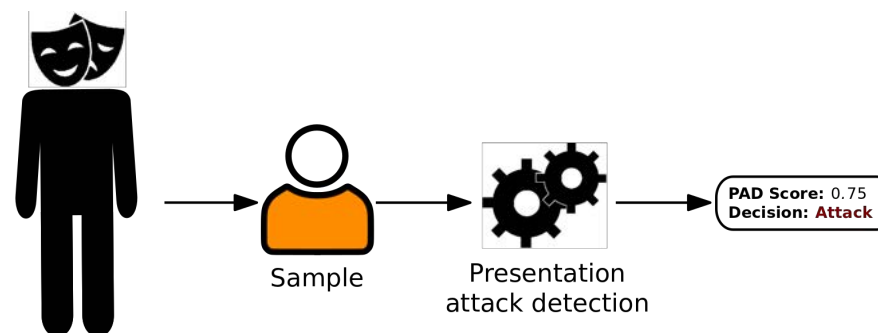 Sample
Presentation
attack detection
PAD Score: 0.75
Decision: Attack